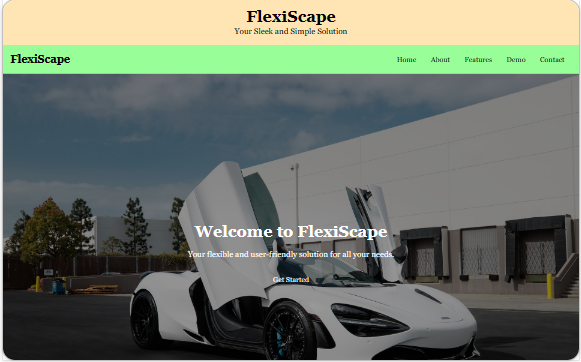 FlexiScape
Your Sleek and Simple Solution
FlexiScape
Home About Features Demo Contact
Welcome to FlexiScape
Your flexible and user-friendly solution for all your needs.
Get Started